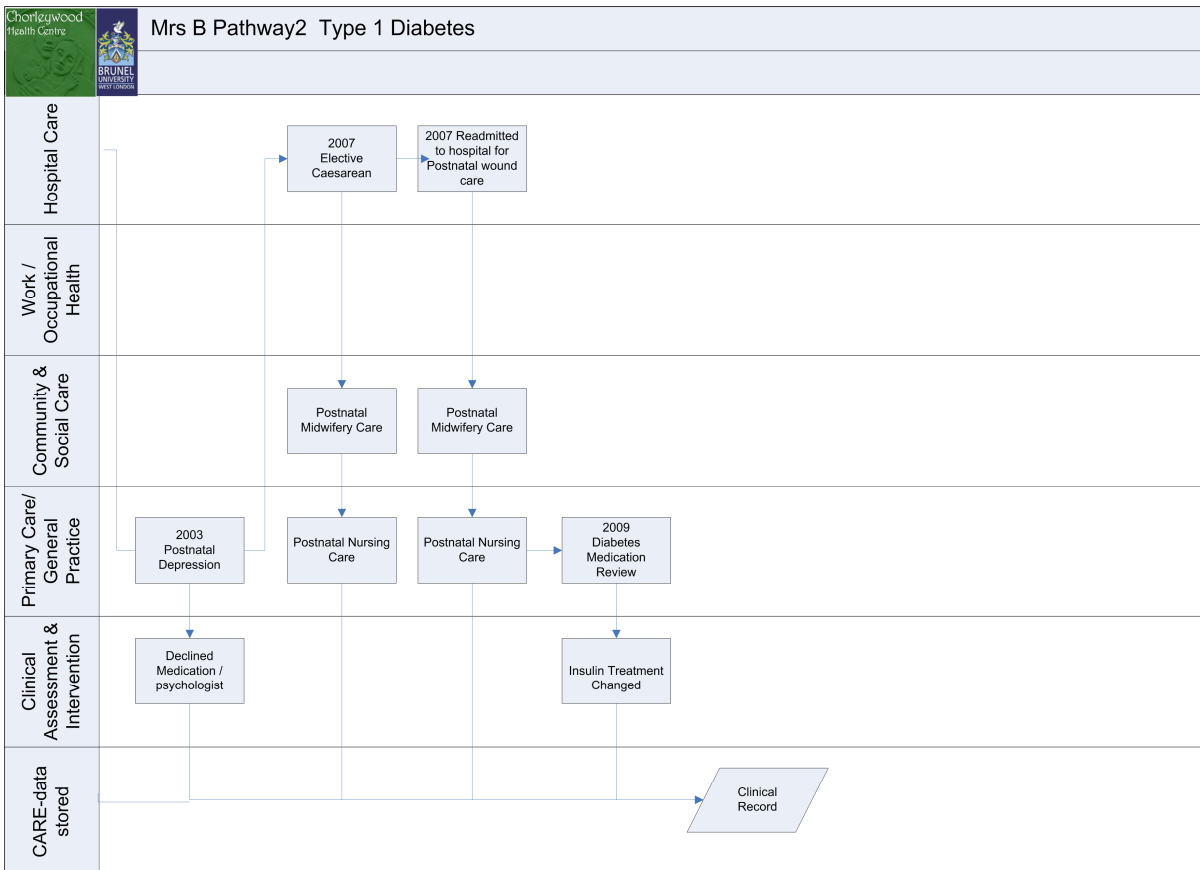 Chorleywood
Health Centre
BRUNEL
UNIVERSITY
WEST LONDON
Mrs B Pathway2 Type 1 Diabetes
Hospital Care
2007
Elective
Caesarean
2007 Readmitted
to hospital for
Postnatal wound
care
Work /
Occupational
Health
Community &
Social Care
Postnatal
Midwifery Care
Postnatal
Midwifery Care
Primary Care/
General
Practice
2003
Postnatal
Depression
Postnatal Nursing
Care
Postnatal Nursing
Care
2009
Diabetes
Medication
Review
Clinical
Assessment &
Intervention
Declined
Medication /
psychologist
Insulin Treatment
Changed
CARE-data
stored
Clinical
Record